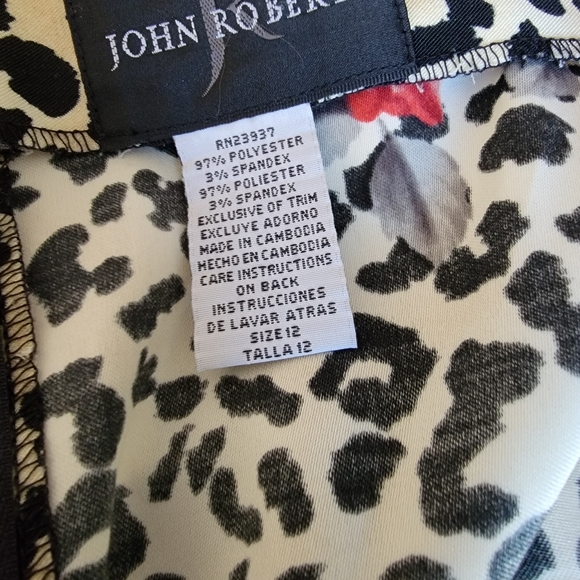 JOHN ROBER
RN23937
97% POLYESTER
3% SPANDEX
97% POLIESTER
3% SPANDEX
EXCLUSIVE OF TRIM
EXCLUYE ADORNO
MADE IN CAMBODIA
HECHO EN CAMBODIA
CARE INSTRUCTIONS
ON BACK
INSTRUCCIONES
DE LAVAR ATRAS
SIZE 12
TALLA 12